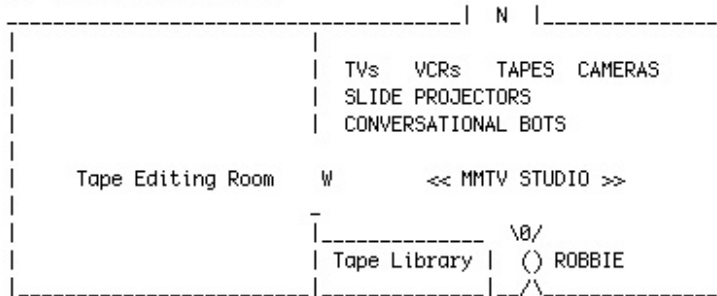 N
TVs VCRs TAPES CAMERAS
SLIDE PROJECTORS
CONVERSATIONAL BOTS
Tape Editing Room W << MMTV STUDIO >>
\0/
Tape Library () ROBBIE
/\